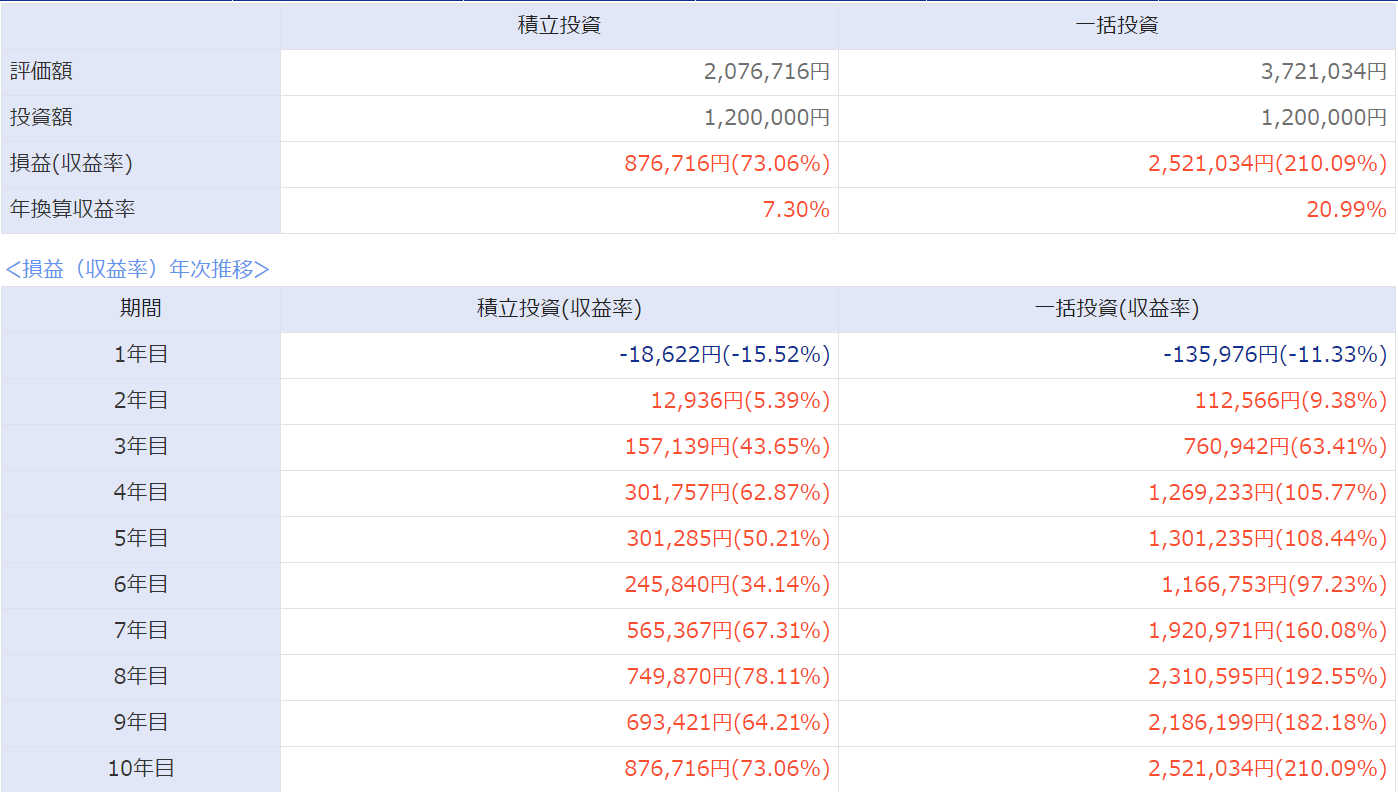 積立投資 一括投資
評価額 2,076,716円 3,721,034円
投資額 1,200,000円 1,200,000円
損益(収益率) 876,716円(73.06%) 2,521,034円(210.09%)
年換算収益率 7.30% 20.99%
＜損益（収益率）年次推移＞
期間 積立投資(収益率) 一括投資(収益率)
1年目 -18,622円(-15.52%) -135,976円(-11.33%)
2年目 12,936円(5.39%) 112,566円(9.38%)
3年目 157,139円(43.65%) 760,942円(63.41%)
4年目 301,757円(62.87%) 1,269,233円(105.77%)
5年目 301,285円(50.21%) 1,301,235円(108.44%)
6年目 245,840円(34.14%) 1,166,753円(97.23%)
7年目 565,367円(67.31%) 1,920,971円(160.08%)
8年目 749,870円(78.11%) 2,310,595円(192.55%)
9年目 693,421円(64.21%) 2,186,199円(182.18%)
10年目 876,716円(73.06%) 2,521,034円(210.09%)